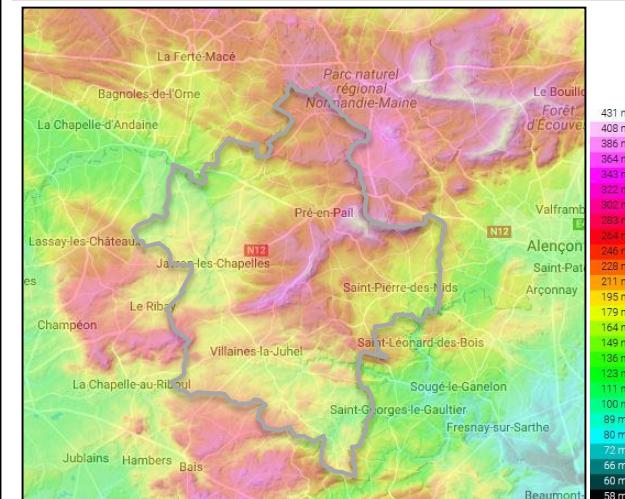 La Ferté-Macé
Parc naturel
régional
Normandie-Maine
Bagnoles-de-l'Orne
Le Bouillo
Forêt
d'Écouves
La Chapelle-d'Andaine
Pré-en-Pail
Valframb
N12
E
Lassay-les-Châteaux
N12
Alençon
Javron-les-Chapelles
Saint-Pate
Saint-Pierre-des-Nids
Arçonnay
es
Le Ribay
Champéon
Saint-Léonard-des-Bois
Villaines-la-Juhel
La Chapelle-au-Riboul
Sougé-le-Ganelon
Saint-Georges-le-Gaultier
Fresnay-sur-Sarthe
Jublains
Hambers
Bais
Beaumont-
431 m
408 m
386 m
364 m
343 m
322 m
302 m
283 m
264 m
246 m
228 m
211 m
195 m
179 m
164 m
149 m
136 m
123 m
111 m
100 m
89 m
80 m
72 m
66 m
60 m
58 m